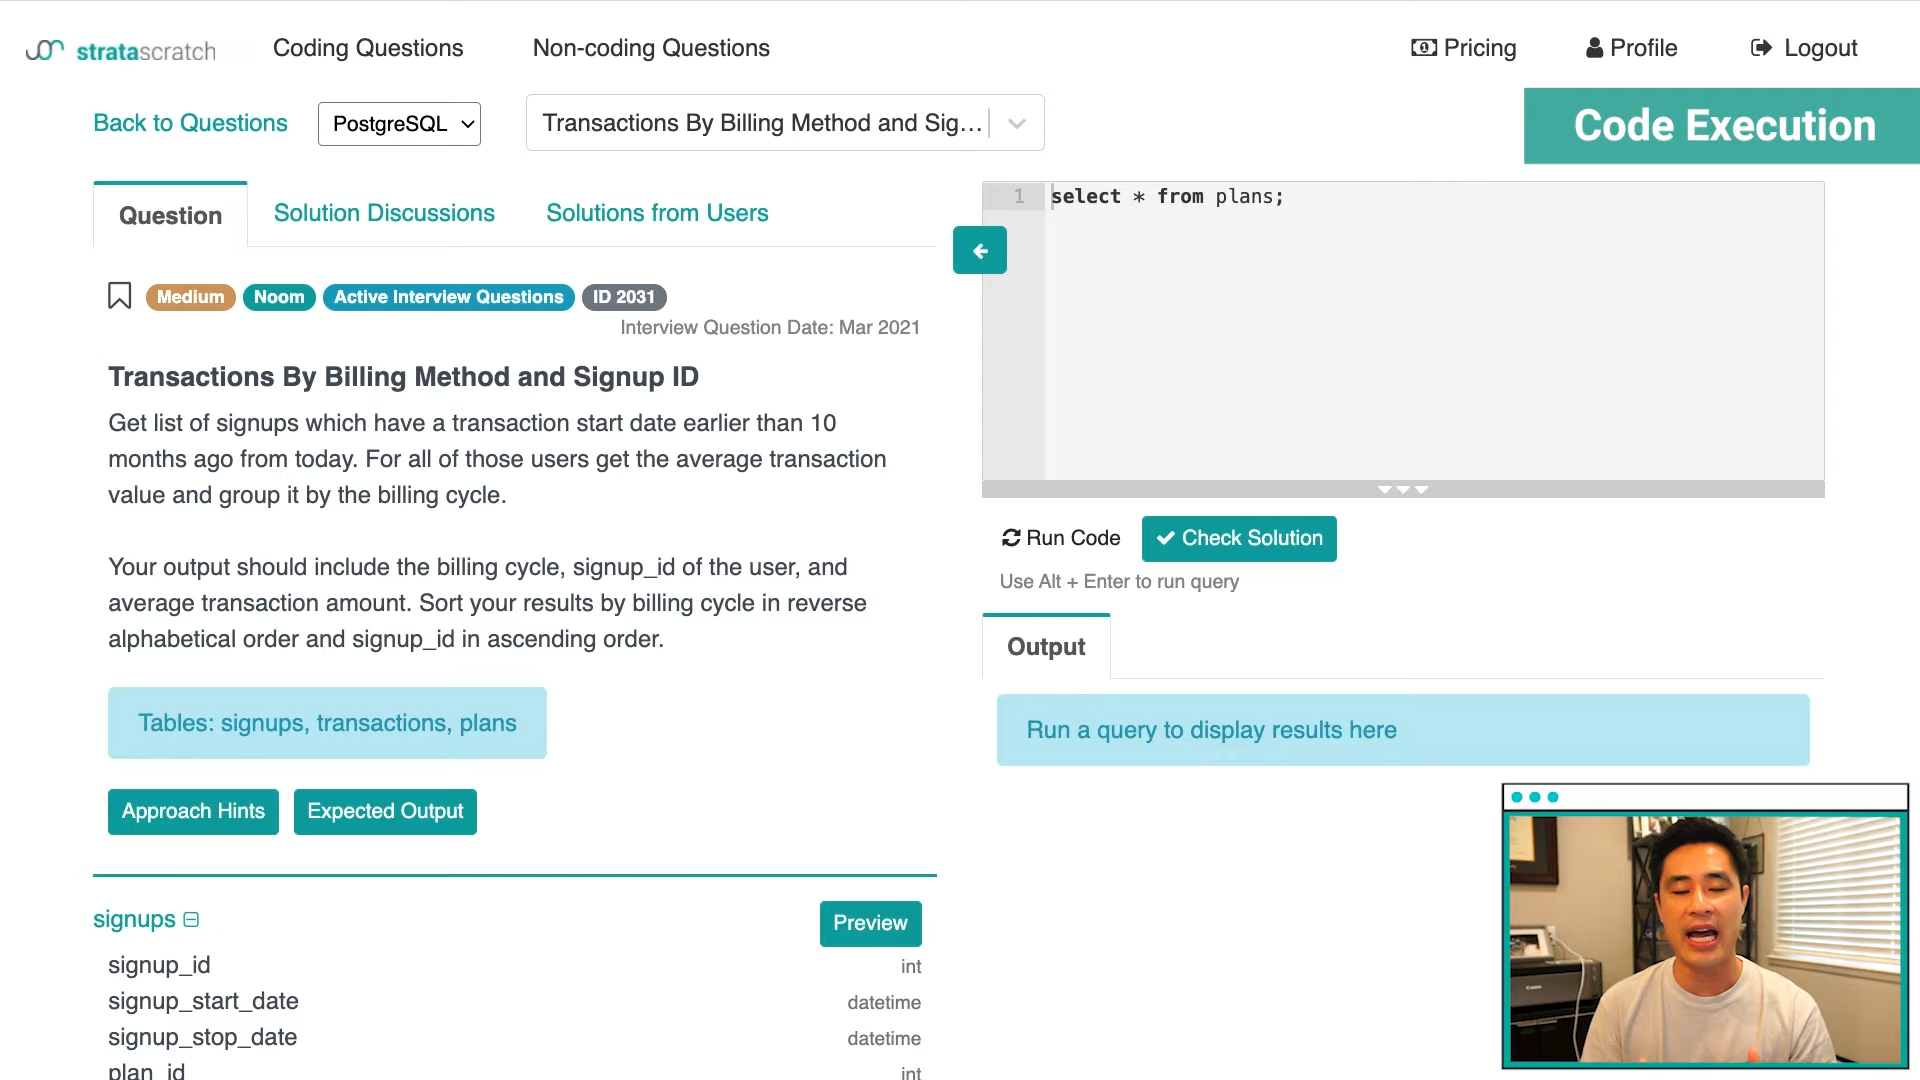 stratascratch
Coding Questions
Non-coding Questions
Pricing
Profile
Logout
Back to Questions
PostgreSQL
Transactions By Billing Method and Sig...
Code Execution
Question
Solution Discussions
Solutions from Users
Medium
Noom
Active Interview Questions
ID 2031
Interview Question Date: Mar 2021
Transactions By Billing Method and Signup ID
Get list of signups which have a transaction start date earlier than 10
months ago from today. For all of those users get the average transaction
value and group it by the billing cycle.
Your output should include the billing cycle, signup_id of the user, and
average transaction amount. Sort your results by billing cycle in reverse
alphabetical order and signup_id in ascending order.
Tables: signups, transactions, plans
Approach Hints
Expected Output
signups
Preview
signup_id int
signup_start_date datetime
signup_stop_date datetime
plan_id int
1 select * from plans;
Run Code
Check Solution
Use Alt + Enter to run query
Output
Run a query to display results here